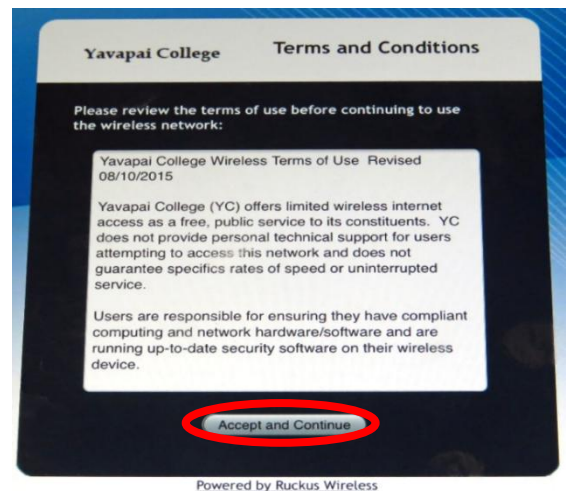 Yavapai College
Terms and Conditions
Please review the terms of use before continuing to use
the wireless network:
Yavapai College Wireless Terms of Use  Revised
08/10/2015
Yavapai College (YC) offers limited wireless internet
access as a free, public service to its constituents.  YC
does not provide personal technical support for users
attempting to access this network and does not
guarantee specifics rates of speed or uninterrupted
service.
Users are responsible for ensuring they have compliant
computing and network hardware/software and are
running up-to-date security software on their wireless
device.
Accept and Continue
Powered by Ruckus Wireless